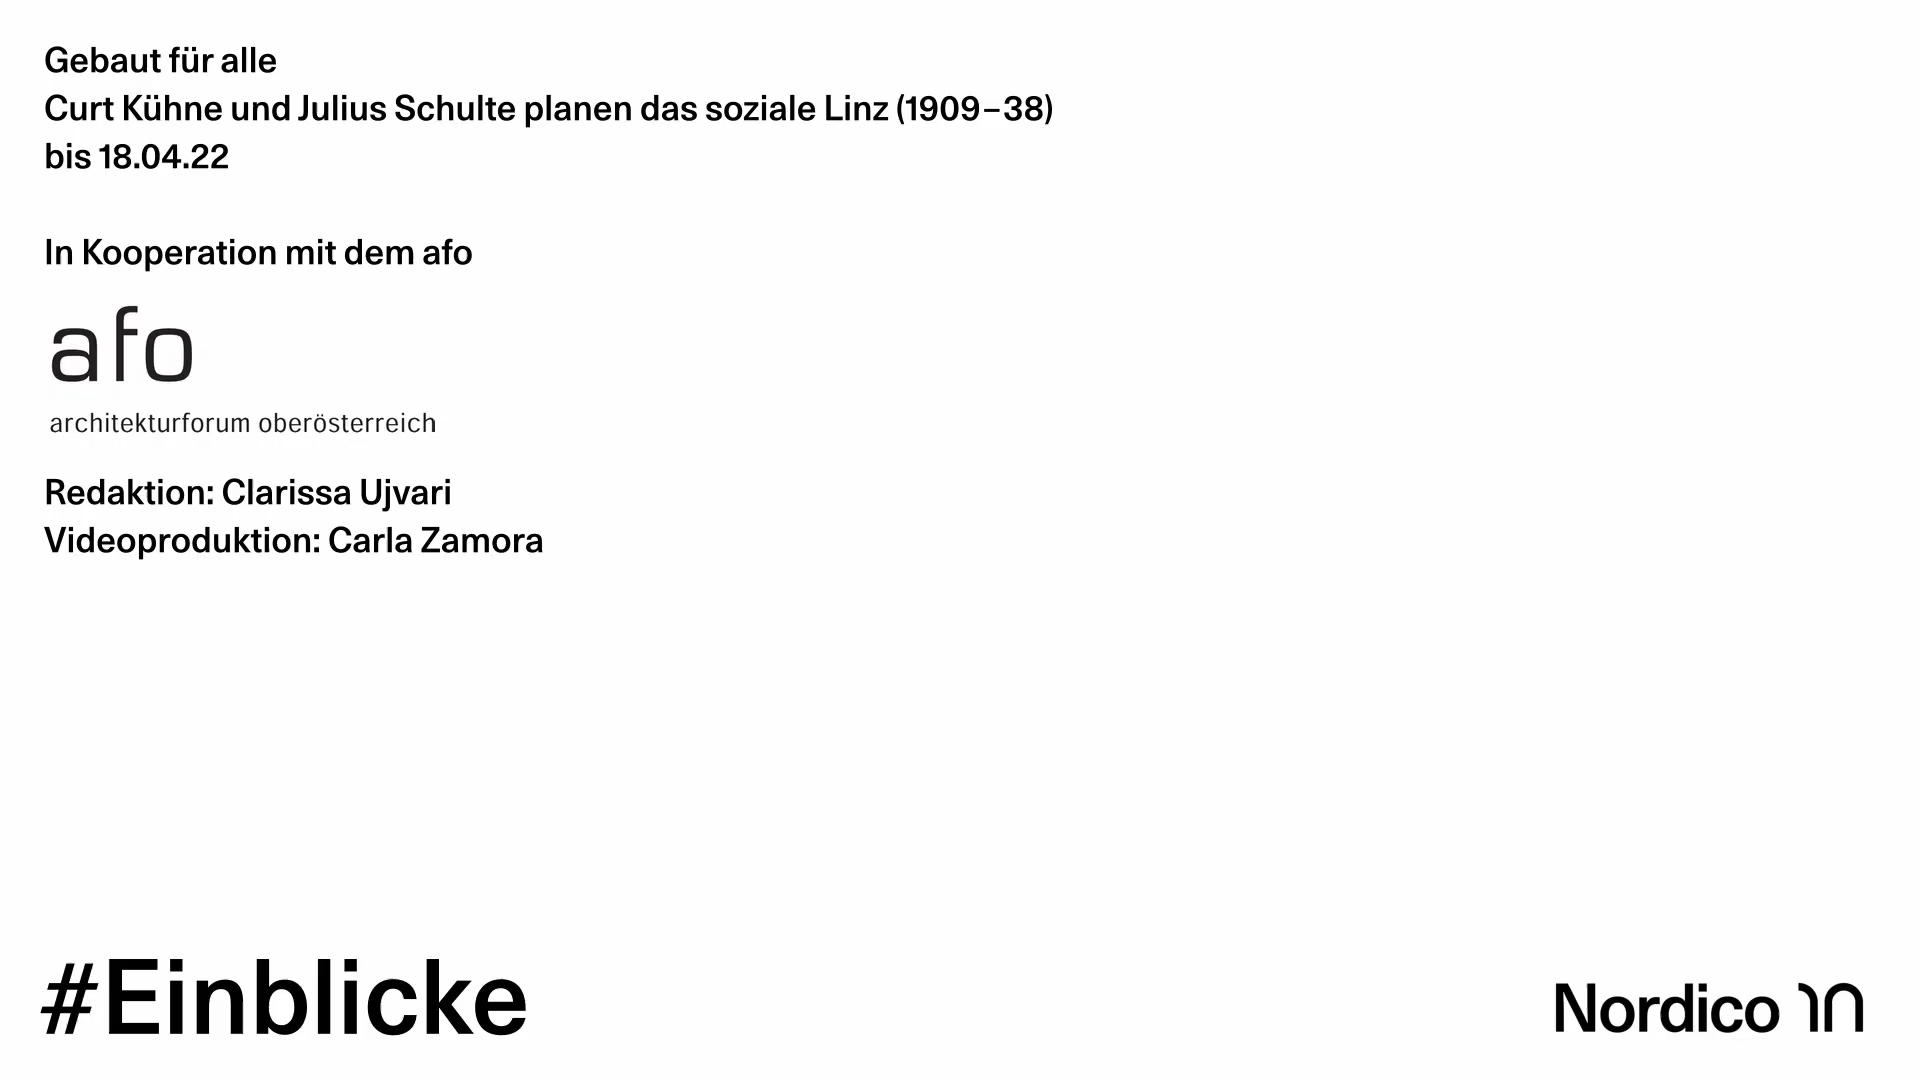 Gebaut für alle
Curt Kühne und Julius Schulte planen das soziale Linz (1909–38)
bis 18.04.22
In Kooperation mit dem afo
afo
architekturforum oberösterreich
Redaktion: Clarissa Ujvari
Videoproduktion: Carla Zamora
#Einblicke
Nordico